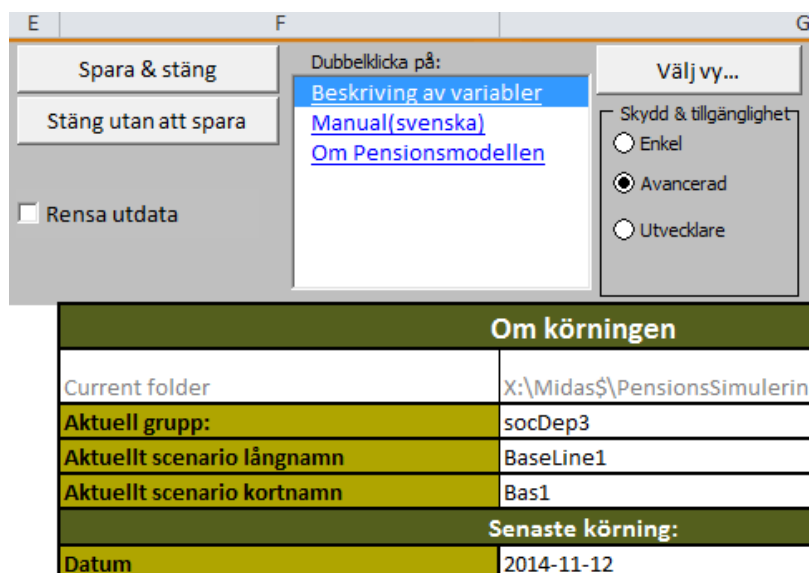 E F G
Spara & stäng
Stäng utan att spara
Rensa utdata
Dubbelklicka på:
Beskriving av variabler
Manual(svenska)
Om Pensionsmodellen
Välj vy...
Skydd & tillgänglighet
Enkel
Avancerad
Utvecklare
Om körningen
Current folder X:\Midas$\PensionsSimulerin
Aktuell grupp: socDep3
Aktuellt scenario långnamn BaseLine1
Aktuellt scenario kortnamn Bas1
Senaste körning:
Datum 2014-11-12